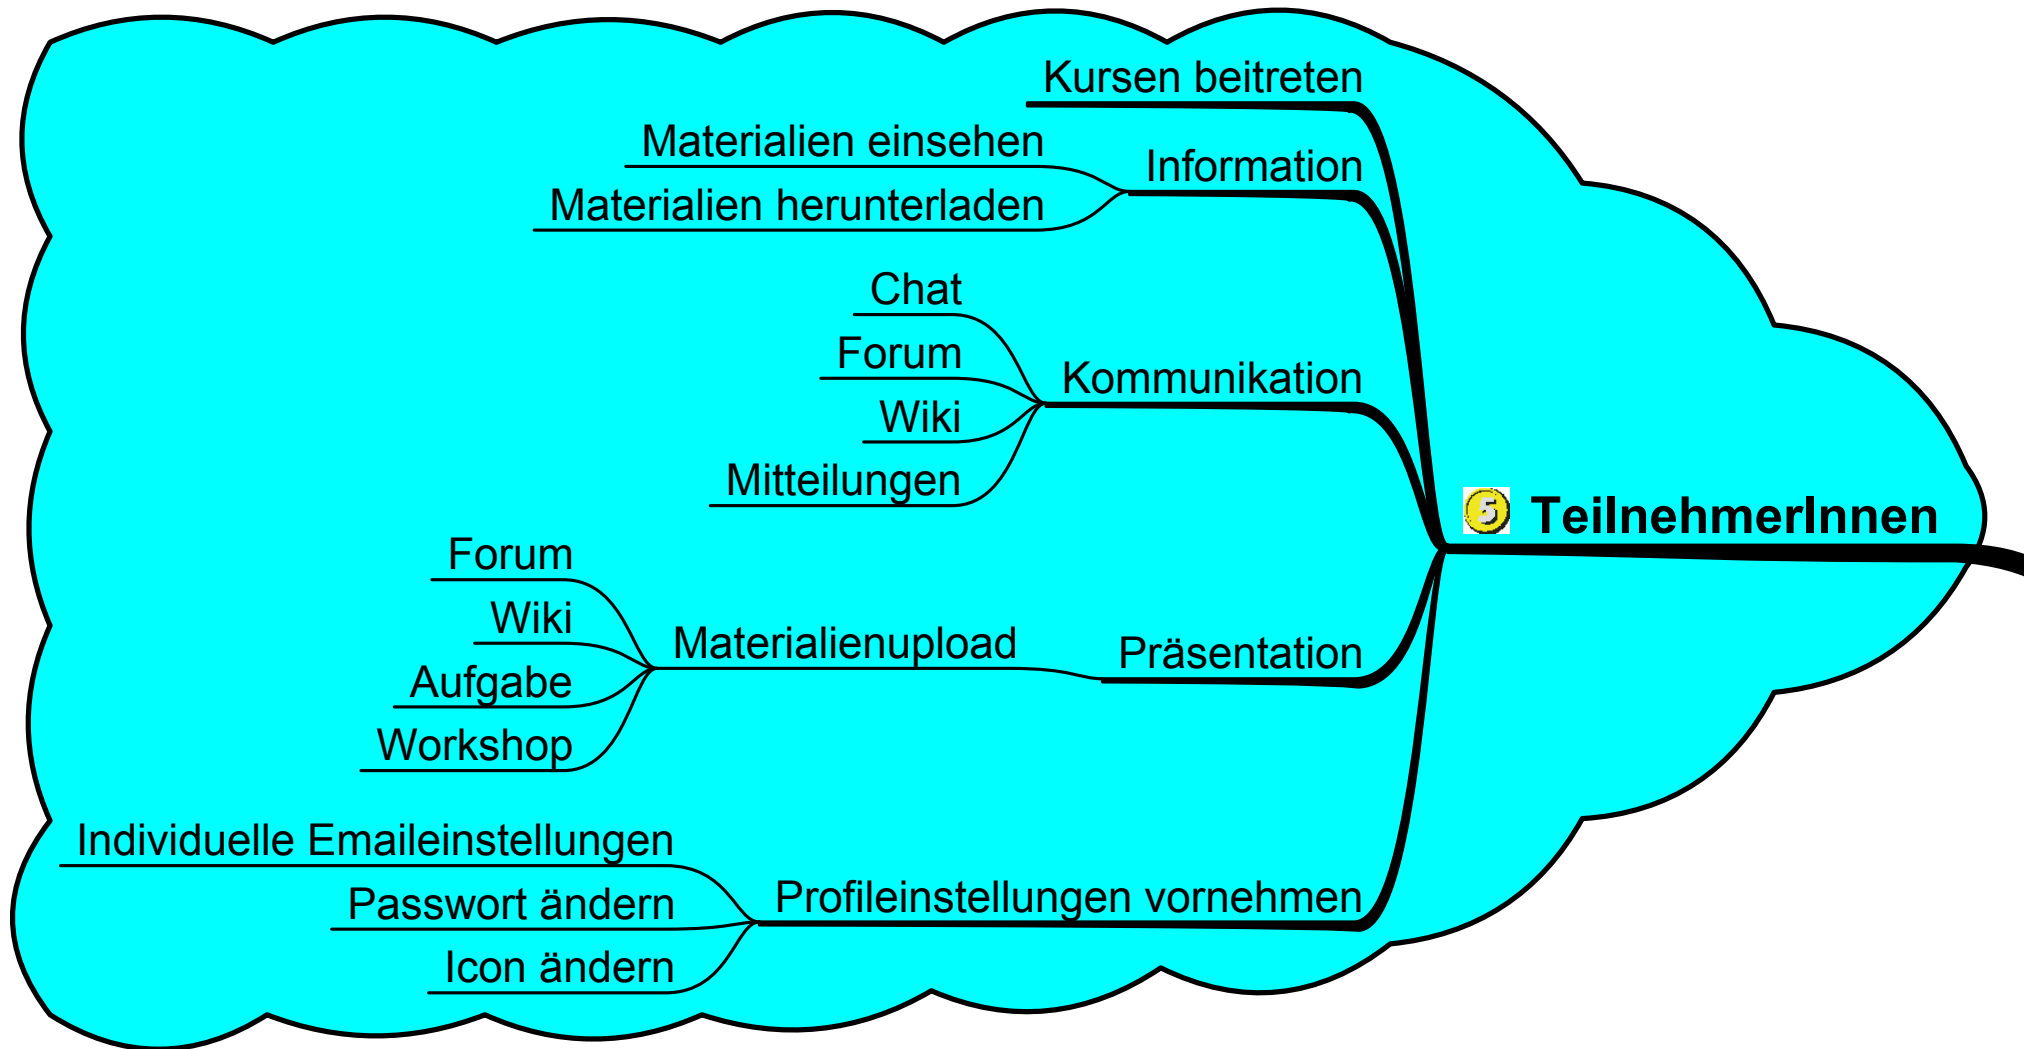 Kursen beitreten
Materialien einsehen
Information
Materialien herunterladen
Chat
Forum
Kommunikation
Wiki
Mitteilungen
5 TeilnehmerInnen
Forum
Wiki
Materialienupload
Präsentation
Aufgabe
Workshop
Individuelle Emaileinstellungen
Profileinstellungen vornehmen
Passwort ändern
Icon ändern